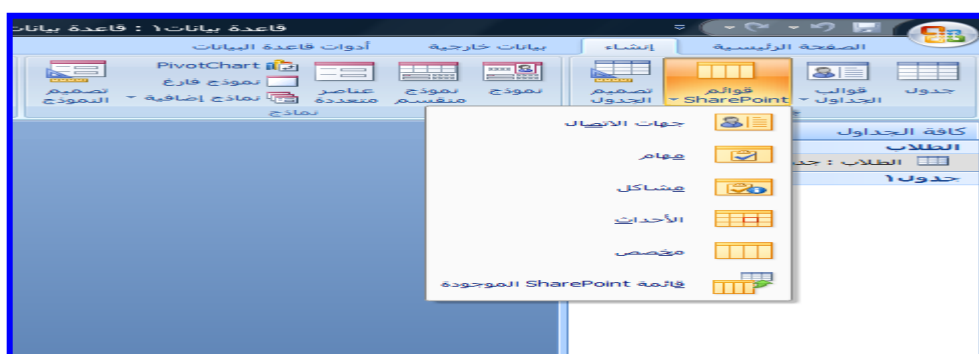 قاعدة بيانات١ : قاعدة بيانات
الصفحة الرئيسية إنشاء بيانات خارجية أدوات قاعدة البيانات
جدول
قوالب الجداول
قوائم SharePoint
تصميم الجدول
نموذج
نموذج منقسم
عناصر متعددة
PivotChart
نموذج فارغ
نماذج إضافية
تصميم النموذج
نماذج
جهات الاتصال
مهام
مشاكل
الأحداث
مخصص
قائمة SharePoint الموجودة
كافة الجداول
الطلاب
الطلاب : جد
جدول١